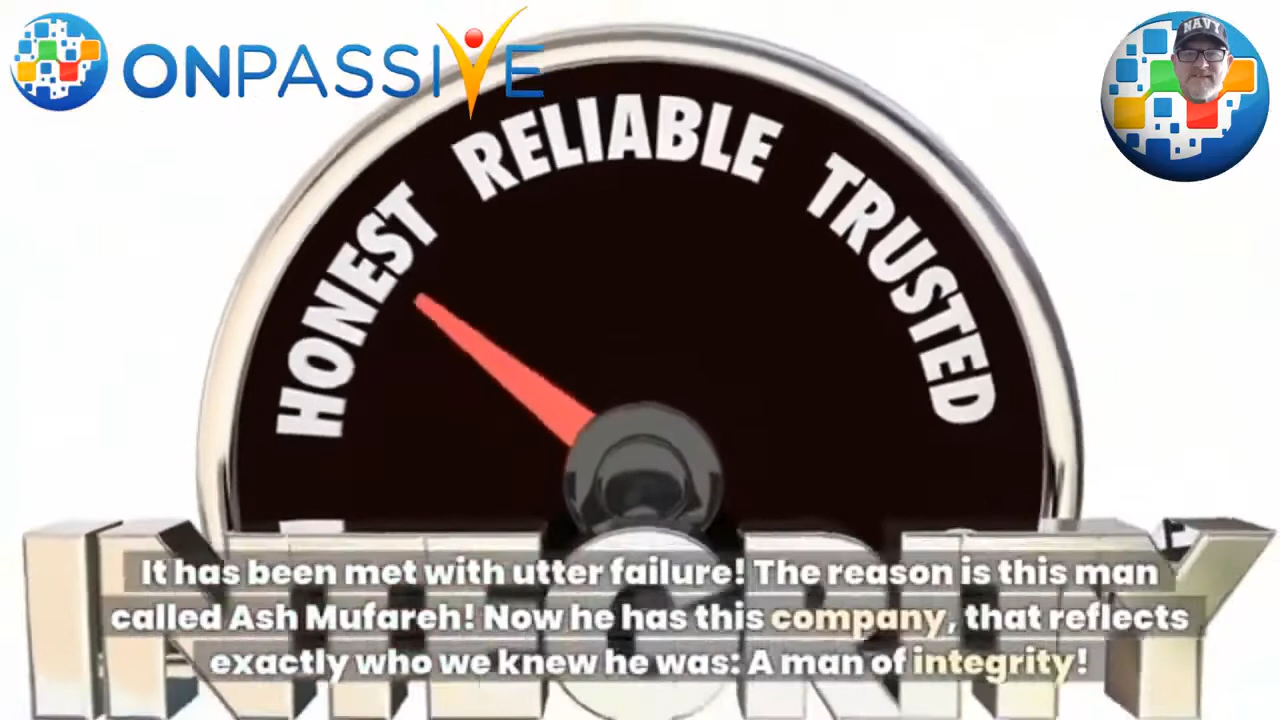 ONPASSIVE
NAVY
HONEST RELIABLE TRUSTED
INTEGRITY
It has been met with utter failure! The reason is this man
called Ash Mufareh! Now he has this company, that reflects
exactly who we knew he was: A man of integrity!